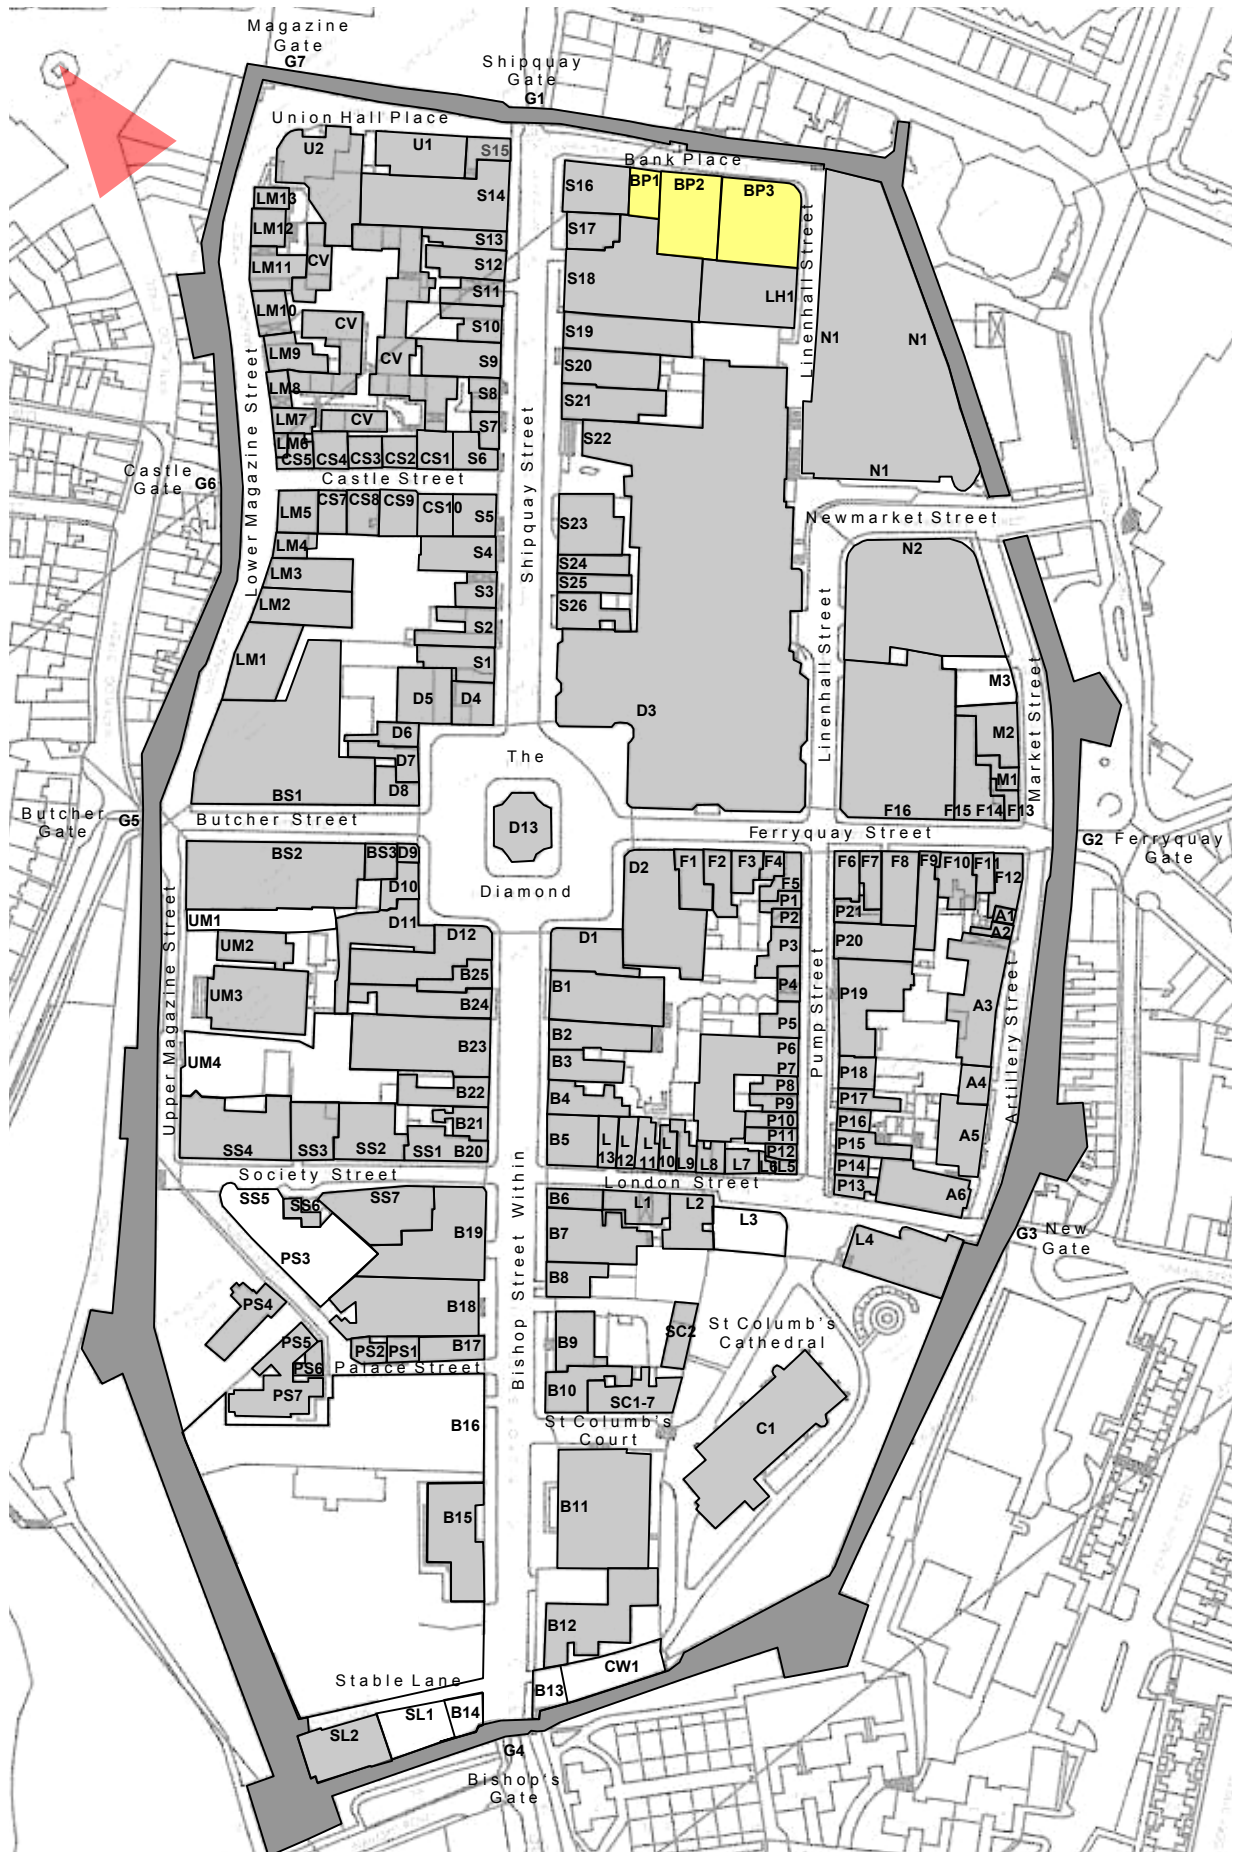 Magazine
Gate
G7
Shipquay
Gate
G1
Union Hall Place
U2
U1
S15
Bank Place
S14
S16
BP1
BP2
BP3
LM13
LM12
S13
S17
LM11
CV
S12
S18
S11
LH1
LM10
CV
S10
S19
N1
N1
Linenhall Street
LM9
CV
S9
S20
LM8
S8
S21
LM7
CV
S7
S22
LM6
CS5
CS4
CS3
CS2
CS1
S6
Castle
Gate
G6
Castle Street
N1
Lower Magazine Street
Shipquay Street
LM5
CS7
CS8
CS9
CS10
S5
S23
Newmarket Street
LM4
S4
N2
S24
LM3
S25
LM2
S3
S26
S2
LM1
S1
Linenhall Street
D5
D4
M3
Market Street
D3
D6
M2
D7
The
M1
D8
BS1
Butcher
Gate
G5
Butcher Street
D13
F16
F15
F14
F13
Ferryquay Street
G2
Ferryquay
Gate
BS2
BS3
D9
D2
F1
F2
F3
F4
F5
F6
F7
F8
F9
F10
F11
F12
Diamond
D10
P1
UM1
D11
P2
P21
A1
A2
UM2
D12
D1
P3
P20
B25
UM3
B1
P4
P19
B24
A3
Upper Magazine Street
P5
Pump Street
B2
B23
P6
UM4
B3
P7
P18
B22
P8
A4
B4
P9
P17
Artillery Street
B21
P10
P16
B5
L
13
L
12
L
11
L
10
L9
L8
L7
L6
L5
P11
P12
P15
A5
SS4
SS3
SS2
SS1
B20
P14
Society Street
London Street
P13
A6
SS5
SS6
SS7
B6
L1
L2
L3
B19
B7
L4
G3
New
Gate
PS3
Bishop Street Within
B8
PS4
B18
St Columb's
Cathedral
PS5
B9
SC2
PS2
PS1
B17
PS6
Palace Street
PS7
B10
SC1-7
B16
St Columb's
Court
C1
B15
B11
B12
Stable Lane
CW1
B13
SL2
SL1
B14
G4
Bishop's
Gate